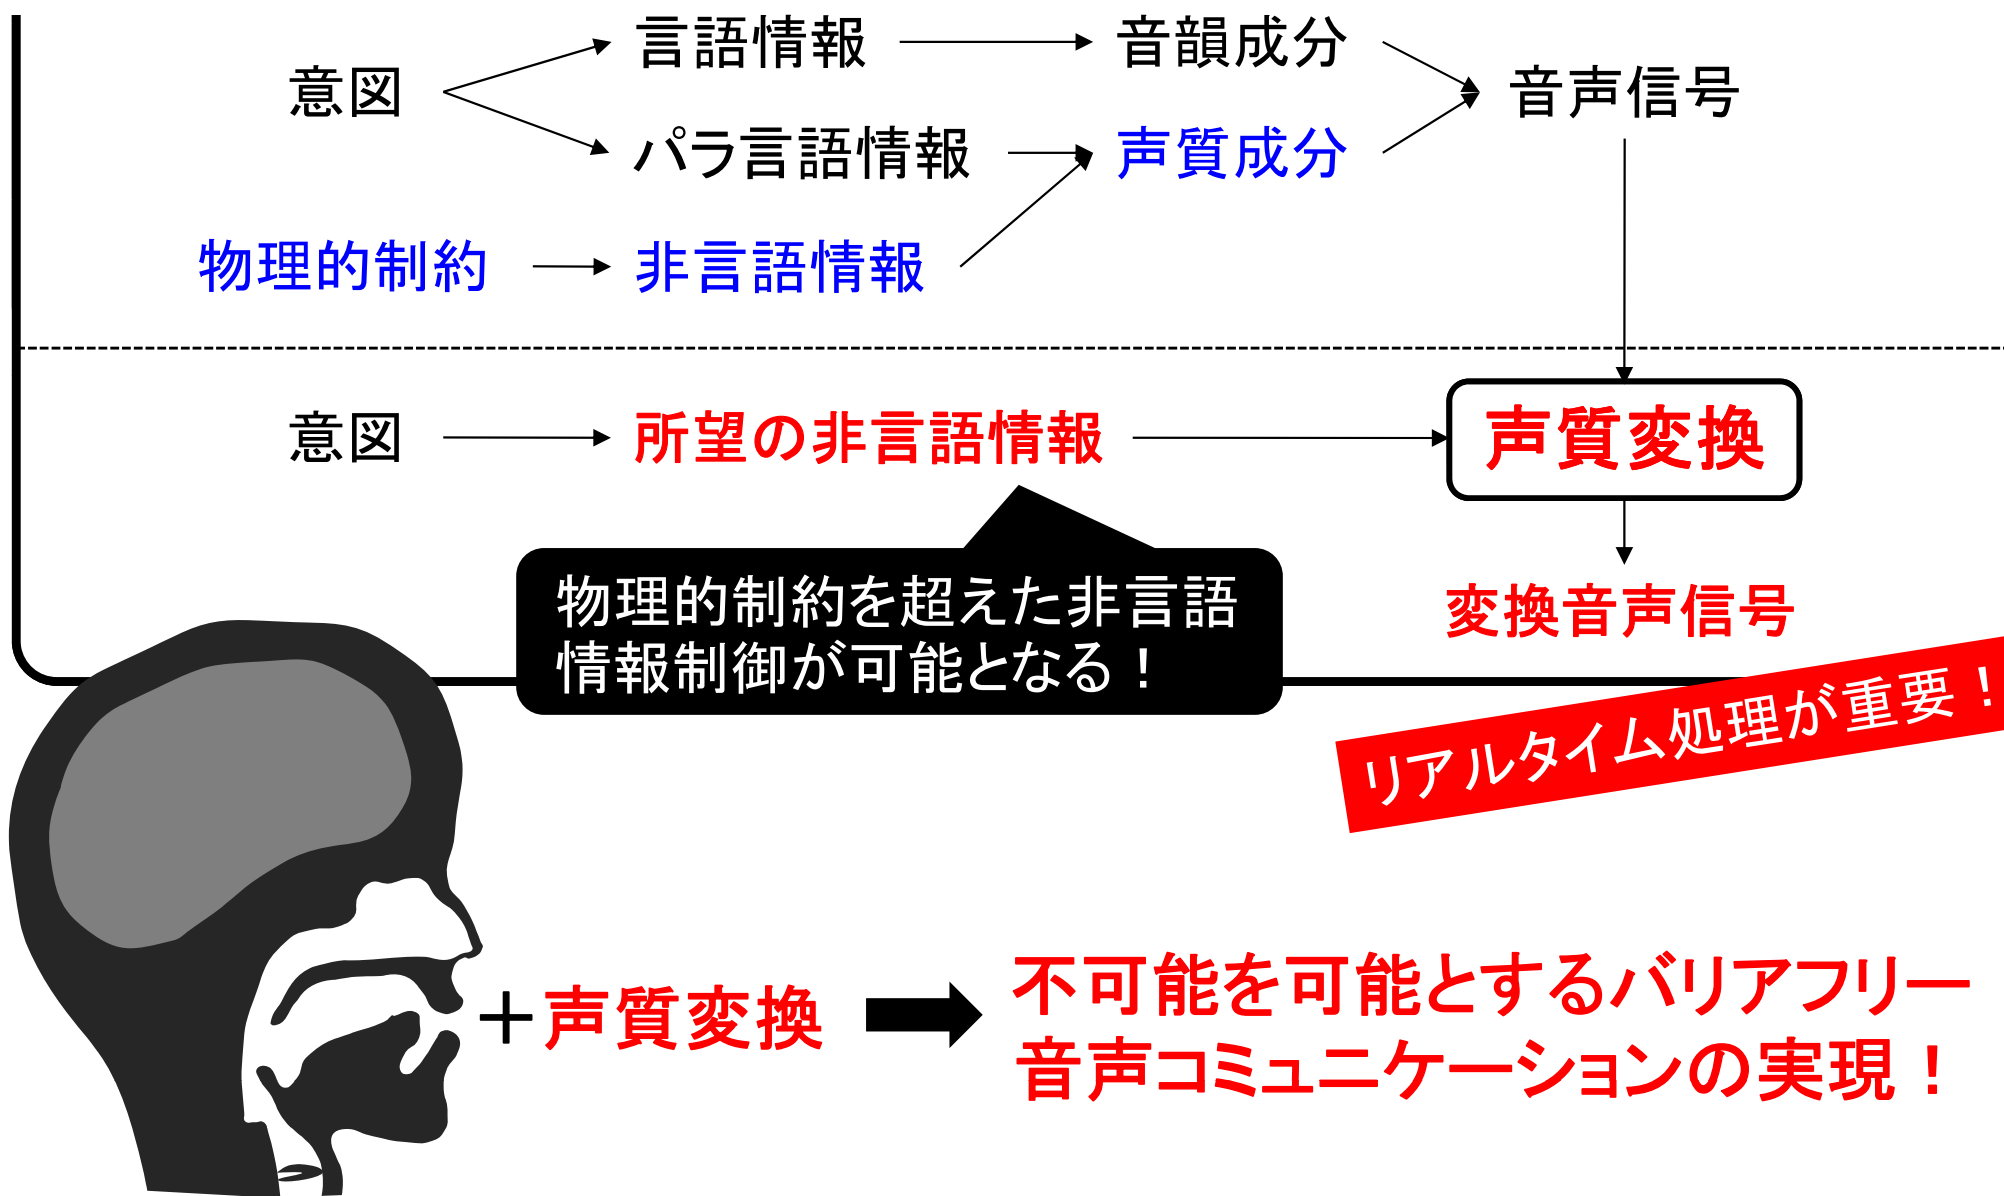 意図
言語情報
音韻成分
音声信号
パラ言語情報
声質成分
物理的制約
非言語情報
意図
所望の非言語情報
声質変換
物理的制約を超えた非言語
情報制御が可能となる！
変換音声信号
リアルタイム処理が重要！
＋声質変換
不可能を可能とするバリアフリー
音声コミュニケーションの実現！